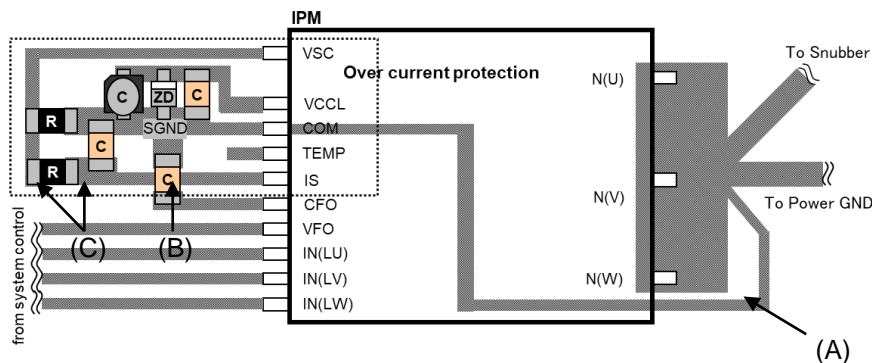 IPM
VSC
Over current protection
To Snubber
N(U)
C
ZD
C
VCCL
R
SGND
COM
C
TEMP
R
C
IS
N(V)
To Power GND
CFO
(C)
(B)
VFO
IN(LU)
IN(LV)
N(W)
IN(LW)
from system control
(A)